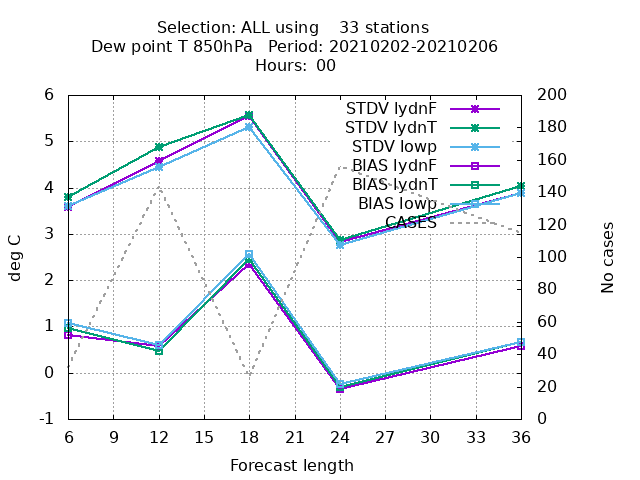 Selection: ALL using    33 stations
Dew point T 850hPa   Period: 20210202-20210206
Hours: 00
STDV lydnF
STDV lydnT
STDV lowp
BIAS lydnF
BIAS lydnT
BIAS lowp
CASES
6
5
4
3
2
1
0
-1
deg C
200
180
160
140
120
100
80
60
40
20
0
No cases
6 9 12 15 18 21 24 27 30 33 36
Forecast length